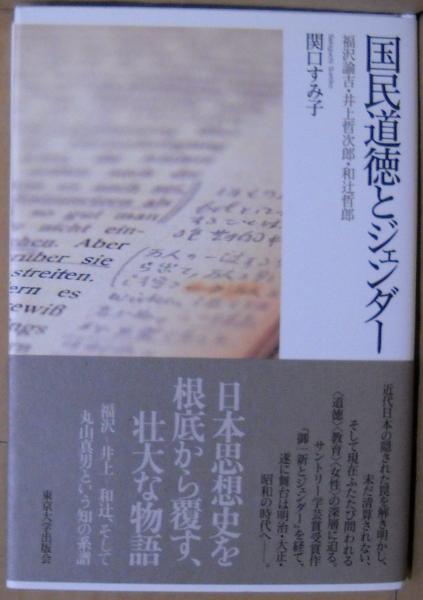 国民道徳とジェンダー
福沢諭吉・井上哲次郎・和辻哲郎
関口すみ子
Sekiguchi Sumiko
chen. Aber
rüber sie
streiten.
ern es
gewiß
近代日本の隠された罠を解き明かし、
未だ清算されない、
そして現在ふたたび問われる
〈道徳〉〈教育〉〈女性〉の深層に迫る。
サントリー学芸賞受賞作
『御一新とジェンダー』を経て、
遂に舞台は明治・大正・
昭和の時代へ――。
日本思想史を
根底から覆す、
壮大な物語
福沢–井上–和辻、そして
丸山真男という知の系譜
東京大学出版会